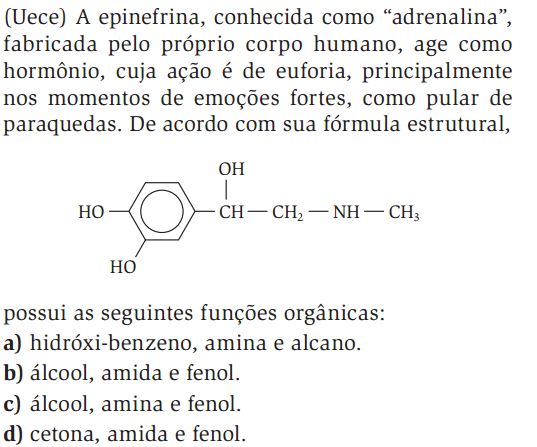 (Uece) A epinefrina, conhecida como “adrenalina”,
fabricada pelo próprio corpo humano, age como
hormônio, cuja ação é de euforia, principalmente
nos momentos de emoções fortes, como pular de
paraquedas. De acordo com sua fórmula estrutural,
OH
HO
CH — CH₂ — NH — CH₃
HO
possui as seguintes funções orgânicas:
a) hidróxi-benzeno, amina e alcano.
b) álcool, amida e fenol.
c) álcool, amina e fenol.
d) cetona, amida e fenol.